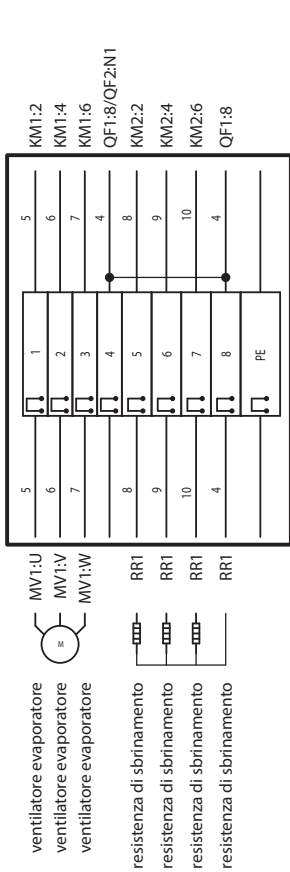 ventilatore evaporatore MV1:U 5 1 5 KM1:2
ventilatore evaporatore M MV1:V 6 2 6 KM1:4
ventilatore evaporatore MV1:W 7 3 7 KM1:6
4 4 QF1:8/QF2:N1
resistenza di sbrinamento RR1 8 5 8 KM2:2
resistenza di sbrinamento RR1 9 6 9 KM2:4
resistenza di sbrinamento RR1 10 7 10 KM2:6
resistenza di sbrinamento RR1 4 8 4 QF1:8
PE